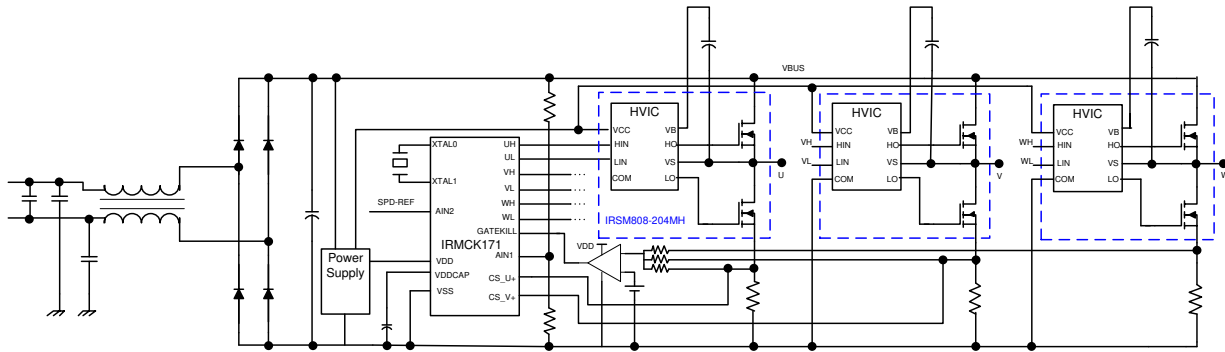 VBUS
HVIC
VCC
HIN
LIN
COM
VB
HO
VS
LO
U
IRSM808-204MH
HVIC
VH
VL
VCC
HIN
LIN
COM
VB
HO
VS
LO
V
HVIC
WH
WL
VCC
HIN
LIN
COM
VB
HO
VS
LO
W
XTAL0
XTAL1
SPD-REF
AIN2
IRMCK171
VDD
VDDCAP
VSS
UH
UL
VH
VL
WH
WL
GATEKILL
AIN1
CS_U+
CS_V+
....
....
....
VDD
Power
Supply